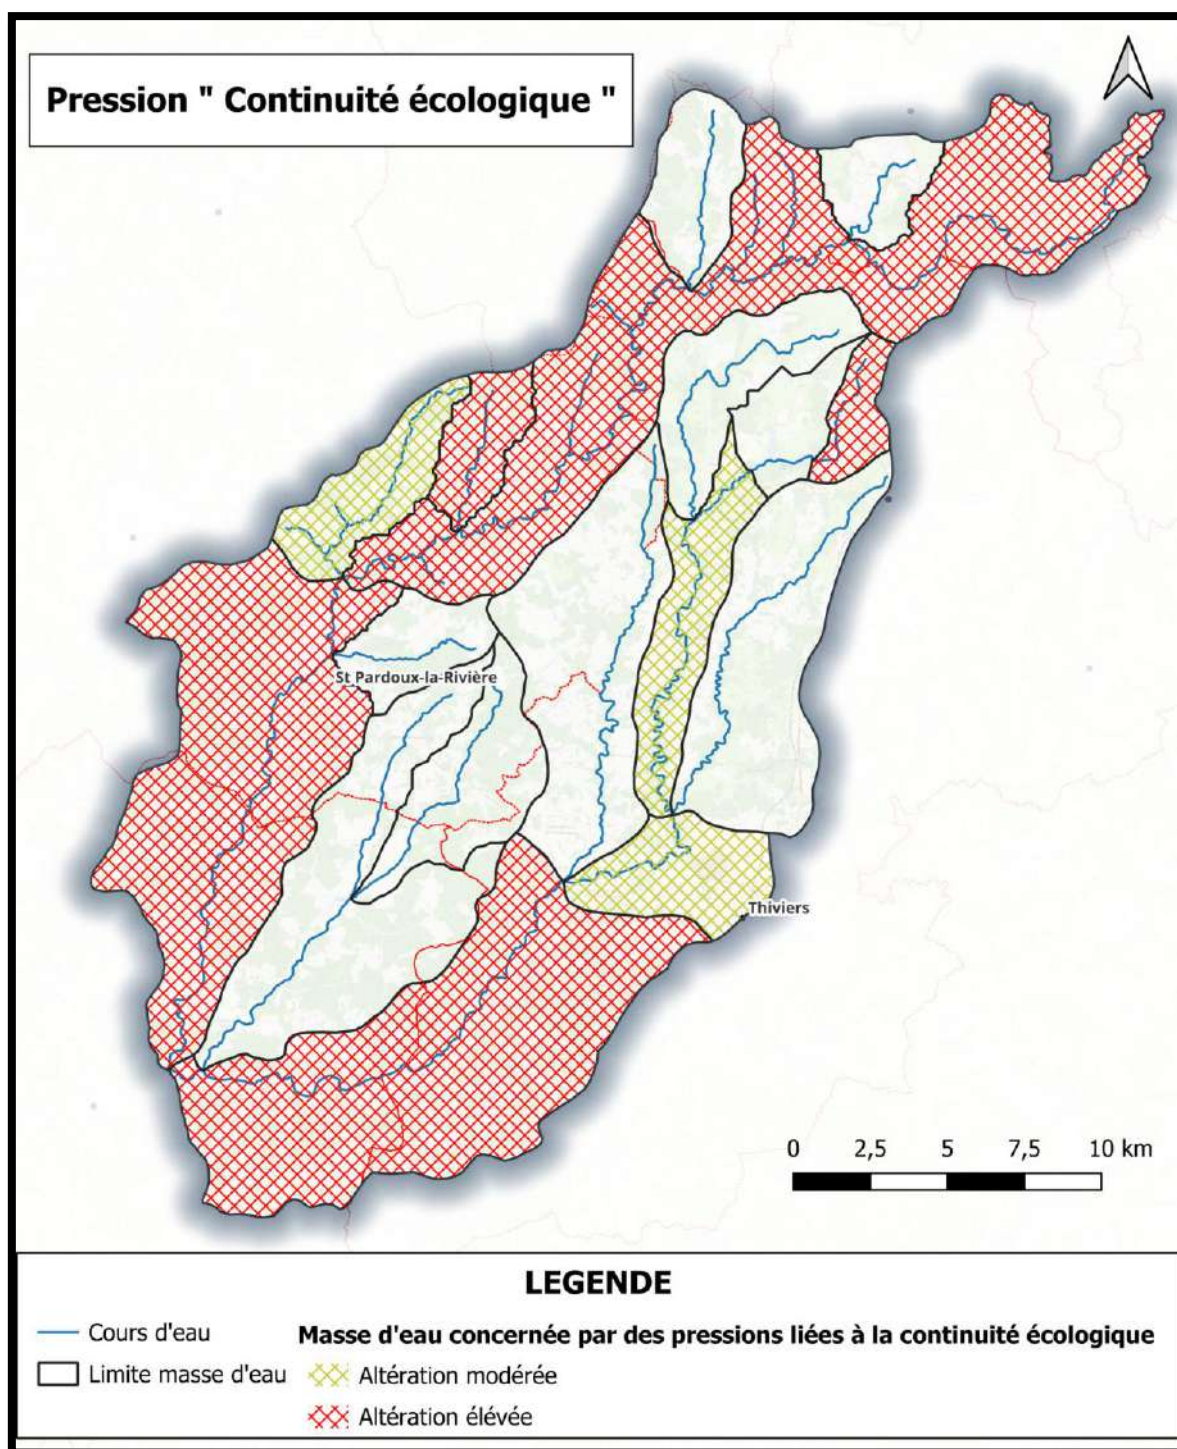 Pression " Continuité écologique "
St Pardoux-la-Rivière
Thiviers
0 2,5 5 7,5 10 km
LEGENDE
Cours d'eau
Masse d'eau concernée par des pressions liées à la continuité écologique
Limite masse d'eau
Altération modérée
Altération élévée